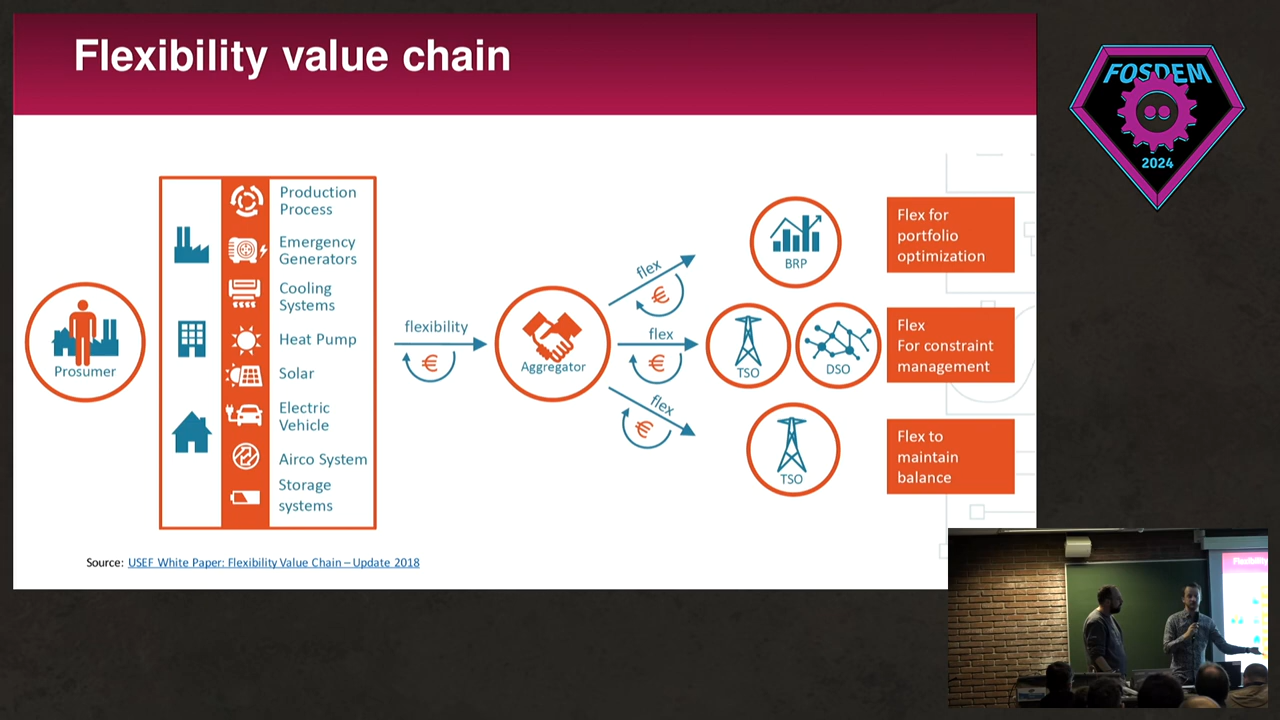 Flexibility value chain
FOSDEM
2024
Prosumer
Production
Process
Emergency
Generators
Cooling
Systems
Heat Pump
Solar
Electric
Vehicle
Airco System
Storage
systems
flexibility
€
Aggregator
flex
€
flex
€
flex
€
BRP
TSO
DSO
TSO
Flex for
portfolio
optimization
Flex
For constraint
management
Flex to
maintain
balance
Source: USEF White Paper: Flexibility Value Chain – Update 2018